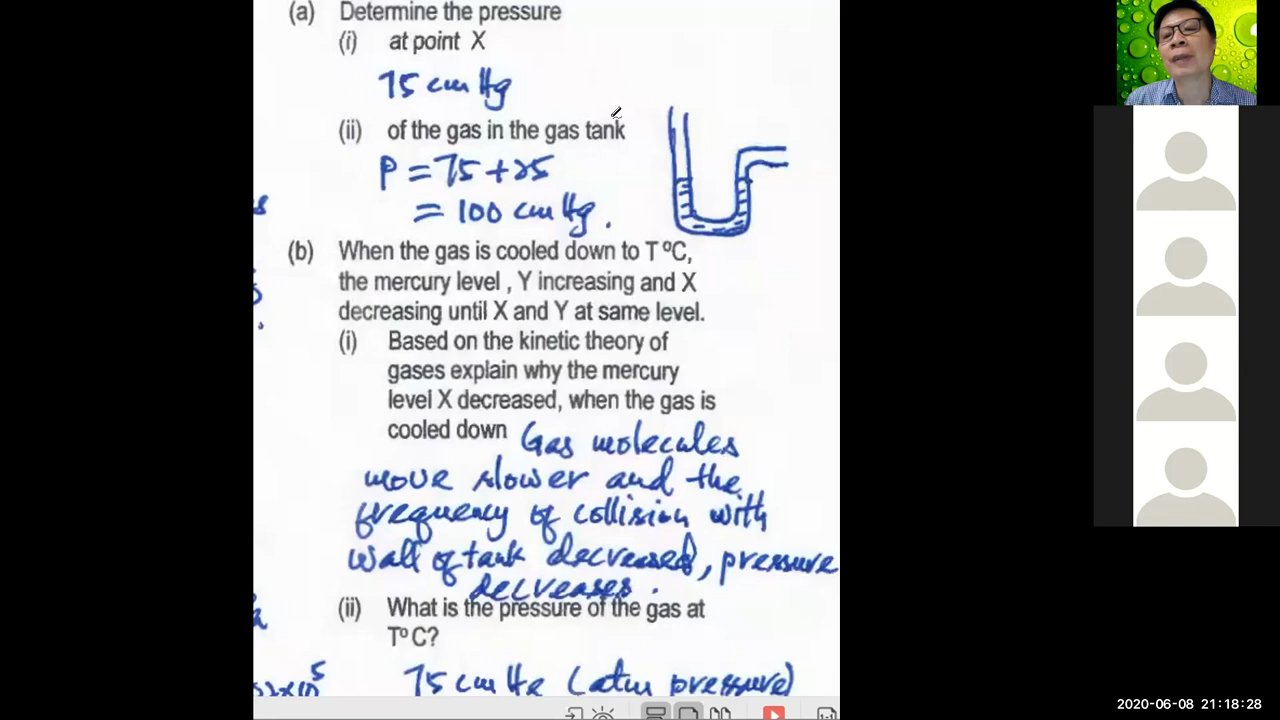 (a) Determine the pressure
(i) at point X
75 cm Hg
(ii) of the gas in the gas tank
P = 75 + 25
= 100 cm Hg.
(b) When the gas is cooled down to T ºC,
the mercury level , Y increasing and X
decreasing until X and Y at same level.
(i) Based on the kinetic theory of
gases explain why the mercury
level X decreased, when the gas is
cooled down Gas molecules
move slower and the
frequency of collision with
wall of tank decreased, pressure
decreases.
(ii) What is the pressure of the gas at
Tº C?
75 cm Hg (atm pressure)
2020-06-08 21:18:28